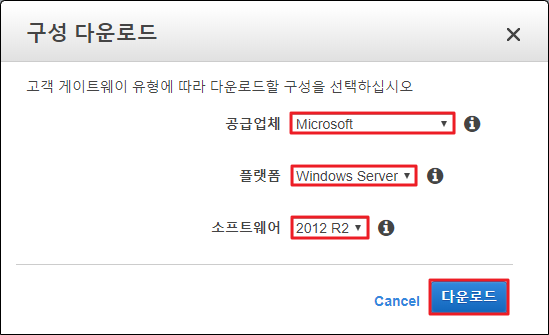 구성 다운로드
고객 게이트웨이 유형에 따라 다운로드할 구성을 선택하십시오
공급업체 Microsoft
플랫폼 Windows Server
소프트웨어 2012 R2
Cancel 다운로드